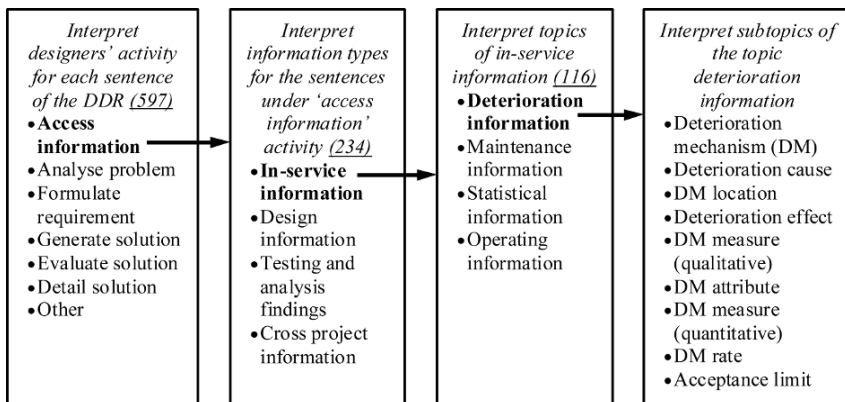 Interpret
designers' activity
for each sentence
of the DDR (597)
•Access
information
•Analyse problem
•Formulate
requirement
•Generate solution
•Evaluate solution
•Detail solution
•Other
Interpret
information types
for the sentences
under 'access
information'
activity (234)
•In-service
information
•Design
information
•Testing and
analysis
findings
•Cross project
information
Interpret topics
of in-service
information (116)
•Deterioration
information
•Maintenance
information
•Statistical
information
•Operating
information
Interpret subtopics of
the topic
deterioration
information
•Deterioration
mechanism (DM)
•Deterioration cause
•DM location
•Deterioration effect
•DM measure
(qualitative)
•DM attribute
•DM measure
(quantitative)
•DM rate
•Acceptance limit